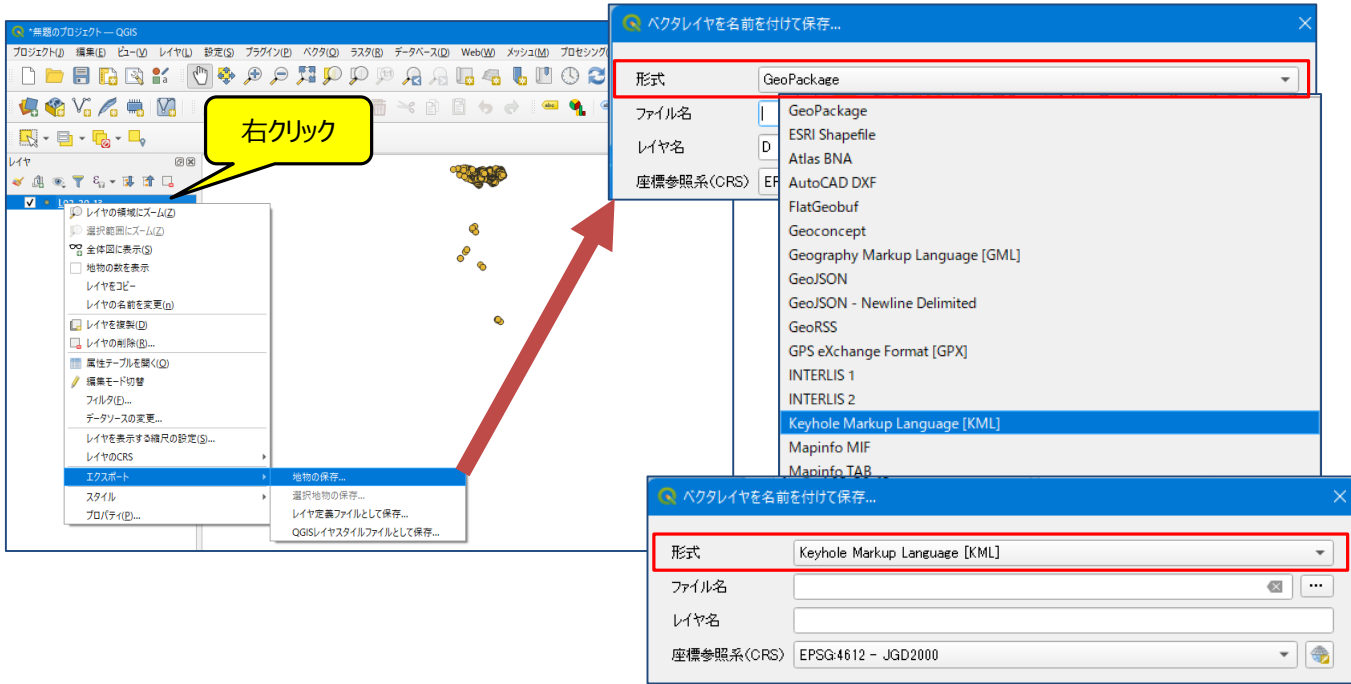 *無題のプロジェクト — QGIS
プロジェクト(J) 編集(E) ビュー(V) レイヤ(L) 設定(S) プラグイン(P) ベクタ(O) ラスタ(R) データベース(D) Web(W) メッシュ(M) プロセシング(
右クリック
レイヤ
レイヤの領域にズーム(Z)
選択範囲にズーム(Z)
全体図に表示(S)
地物の数を表示
レイヤをコピー
レイヤの名前を変更(n)
レイヤを複製(D)
レイヤの削除(R)...
属性テーブルを開く(O)
編集モード切替
フィルタ(F)...
データソースの変更...
レイヤを表示する縮尺の設定(S)...
レイヤのCRS
エクスポート
スタイル
プロパティ(P)...
地物の保存...
選択地物の保存...
レイヤ定義ファイルとして保存...
QGISレイヤスタイルファイルとして保存...
ベクタレイヤを名前を付けて保存...
形式 GeoPackage
ファイル名
レイヤ名 D
座標参照系(CRS) EP
GeoPackage
ESRI Shapefile
Atlas BNA
AutoCAD DXF
FlatGeobuf
Geoconcept
Geography Markup Language [GML]
GeoJSON
GeoJSON - Newline Delimited
GeoRSS
GPS eXchange Format [GPX]
INTERLIS 1
INTERLIS 2
Keyhole Markup Language [KML]
Mapinfo MIF
Mapinfo TAB
ベクタレイヤを名前を付けて保存...
形式 Keyhole Markup Language [KML]
ファイル名
レイヤ名
座標参照系(CRS) EPSG:4612 - JGD2000